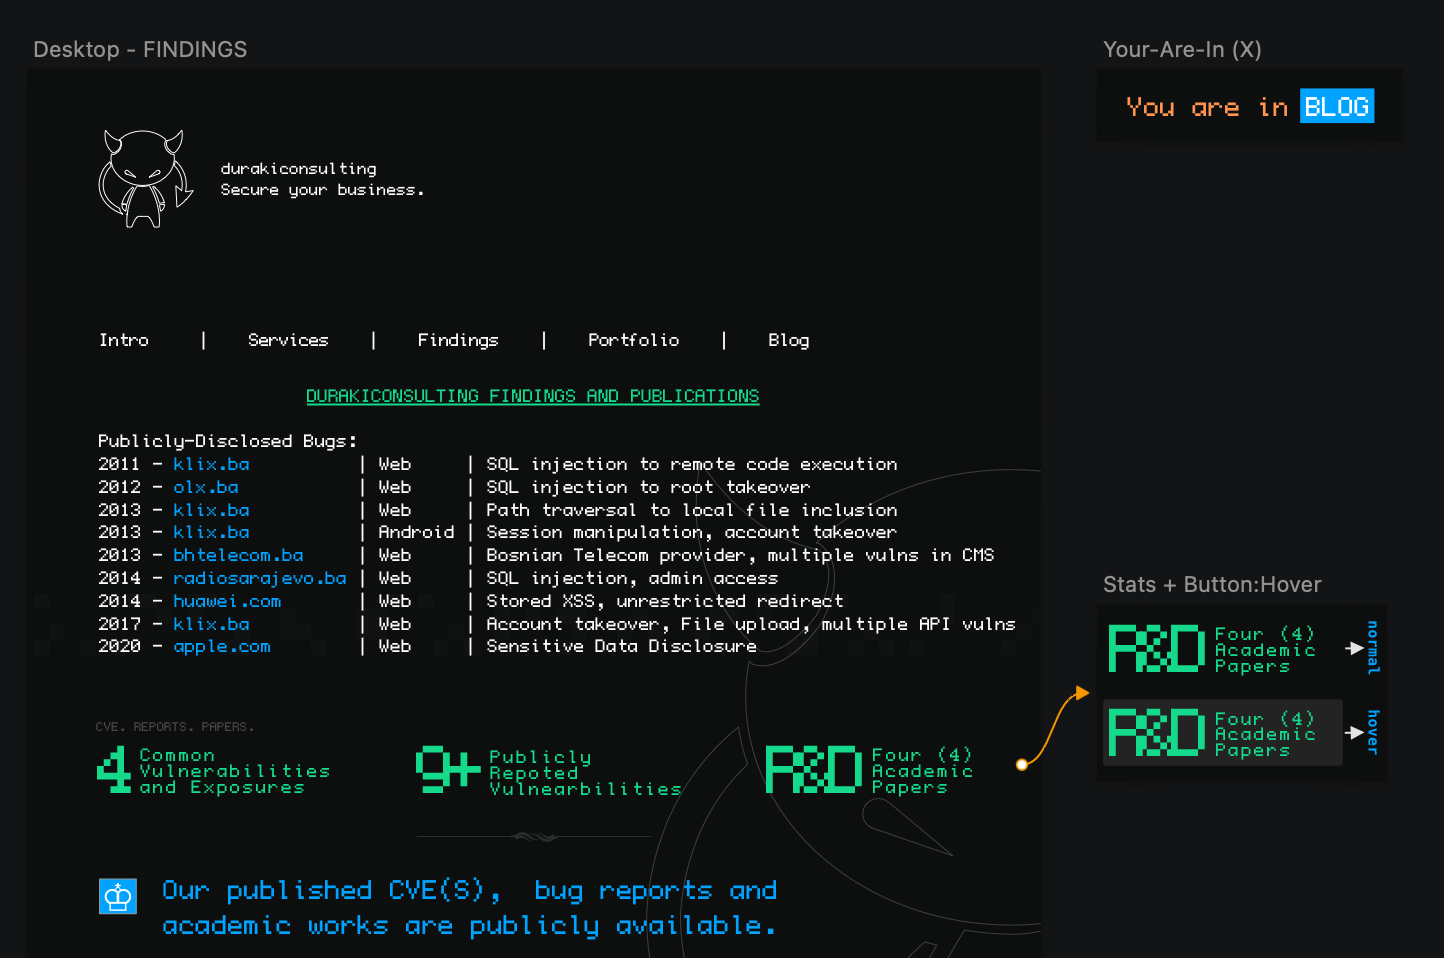 Desktop - FINDINGS
Your-Are-In (X)
You are in BLOG
durakiconsulting
Secure your business.
Intro | Services | Findings | Portfolio | Blog
DURAKICONSULTING FINDINGS AND PUBLICATIONS
Publicly-Disclosed Bugs:
2011 - klix.ba | Web | SQL injection to remote code execution
2012 - olx.ba | Web | SQL injection to root takeover
2013 - klix.ba | Web | Path traversal to local file inclusion
2013 - klix.ba | Android | Session manipulation, account takeover
2013 - bhtelecom.ba | Web | Bosnian Telecom provider, multiple vulns in CMS
2014 - radiosarajevo.ba | Web | SQL injection, admin access
2014 - huawei.com | Web | Stored XSS, unrestricted redirect
2017 - klix.ba | Web | Account takeover, File upload, multiple API vulns
2020 - apple.com | Web | Sensitive Data Disclosure
CVE. REPORTS. PAPERS.
4 Common
Vulnerabilities
and Exposures
9+ Publicly
Repoted
Vulnearbilities
R&D Four (4)
Academic
Papers
Our published CVE(S), bug reports and
academic works are publicly available.
Stats + Button:Hover
R&D Four (4)
Academic
Papers
normal
R&D Four (4)
Academic
Papers
hover